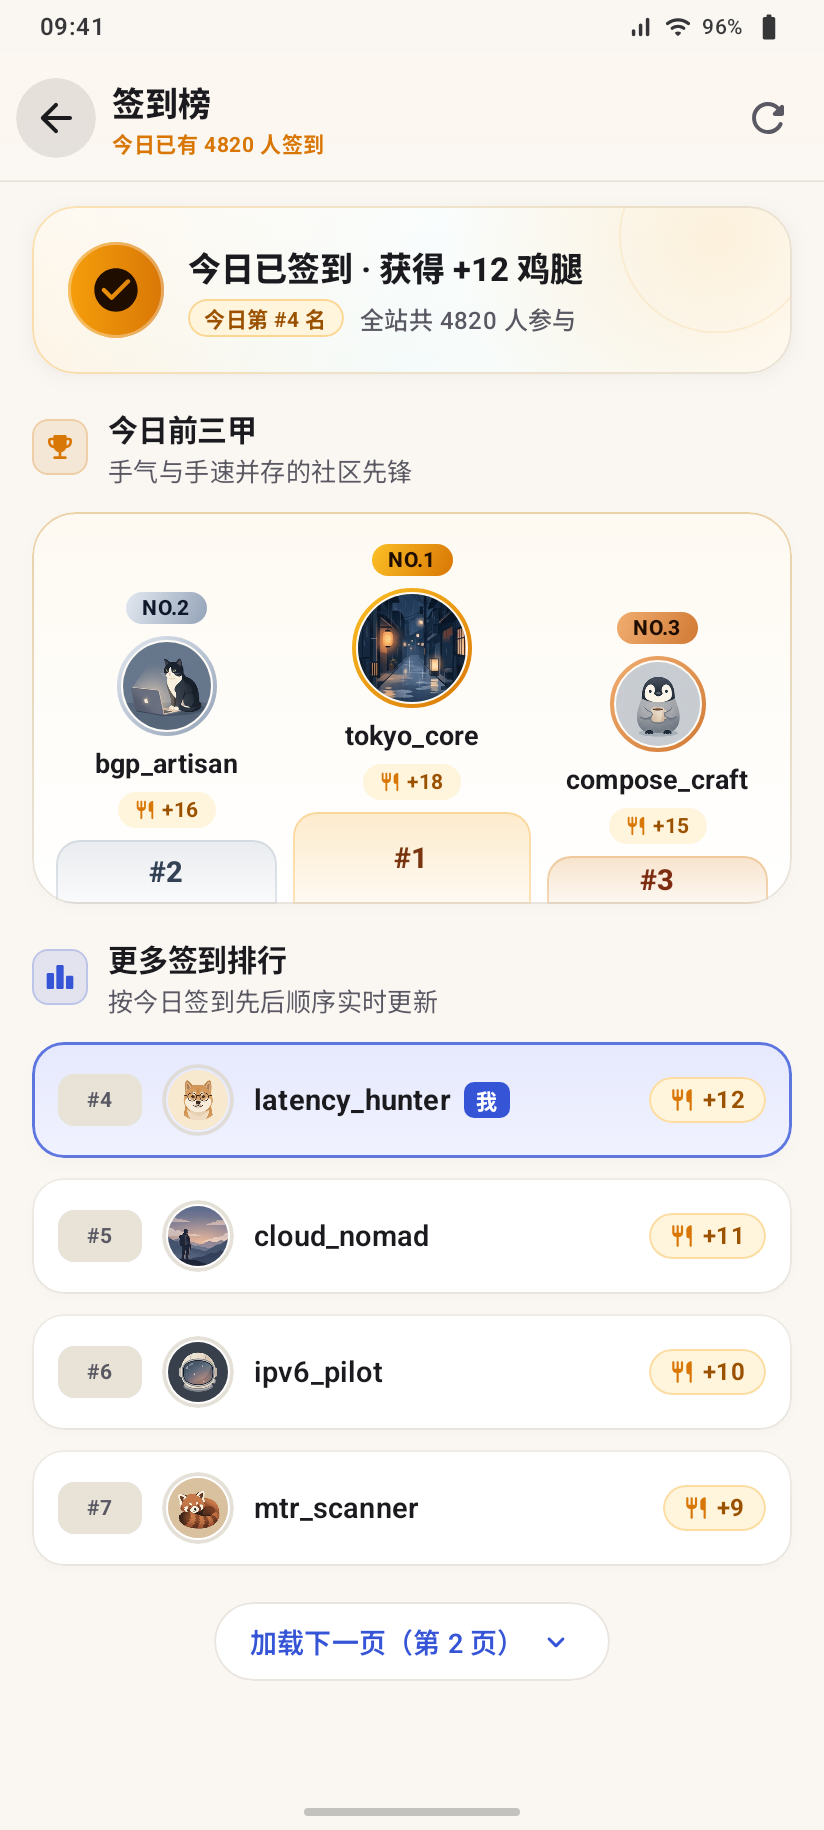 09:41
96%
签到榜
今日已有 4820 人签到
今日已签到 · 获得 +12 鸡腿
今日第 #4 名
全站共 4820 人参与
今日前三甲
手气与手速并存的社区先锋
NO.1
tokyo_core
+18
#1
NO.2
bgp_artisan
+16
#2
NO.3
compose_craft
+15
#3
更多签到排行
按今日签到先后顺序实时更新
#4 latency_hunter 我 +12
#5 cloud_nomad +11
#6 ipv6_pilot +10
#7 mtr_scanner +9
加载下一页（第 2 页）